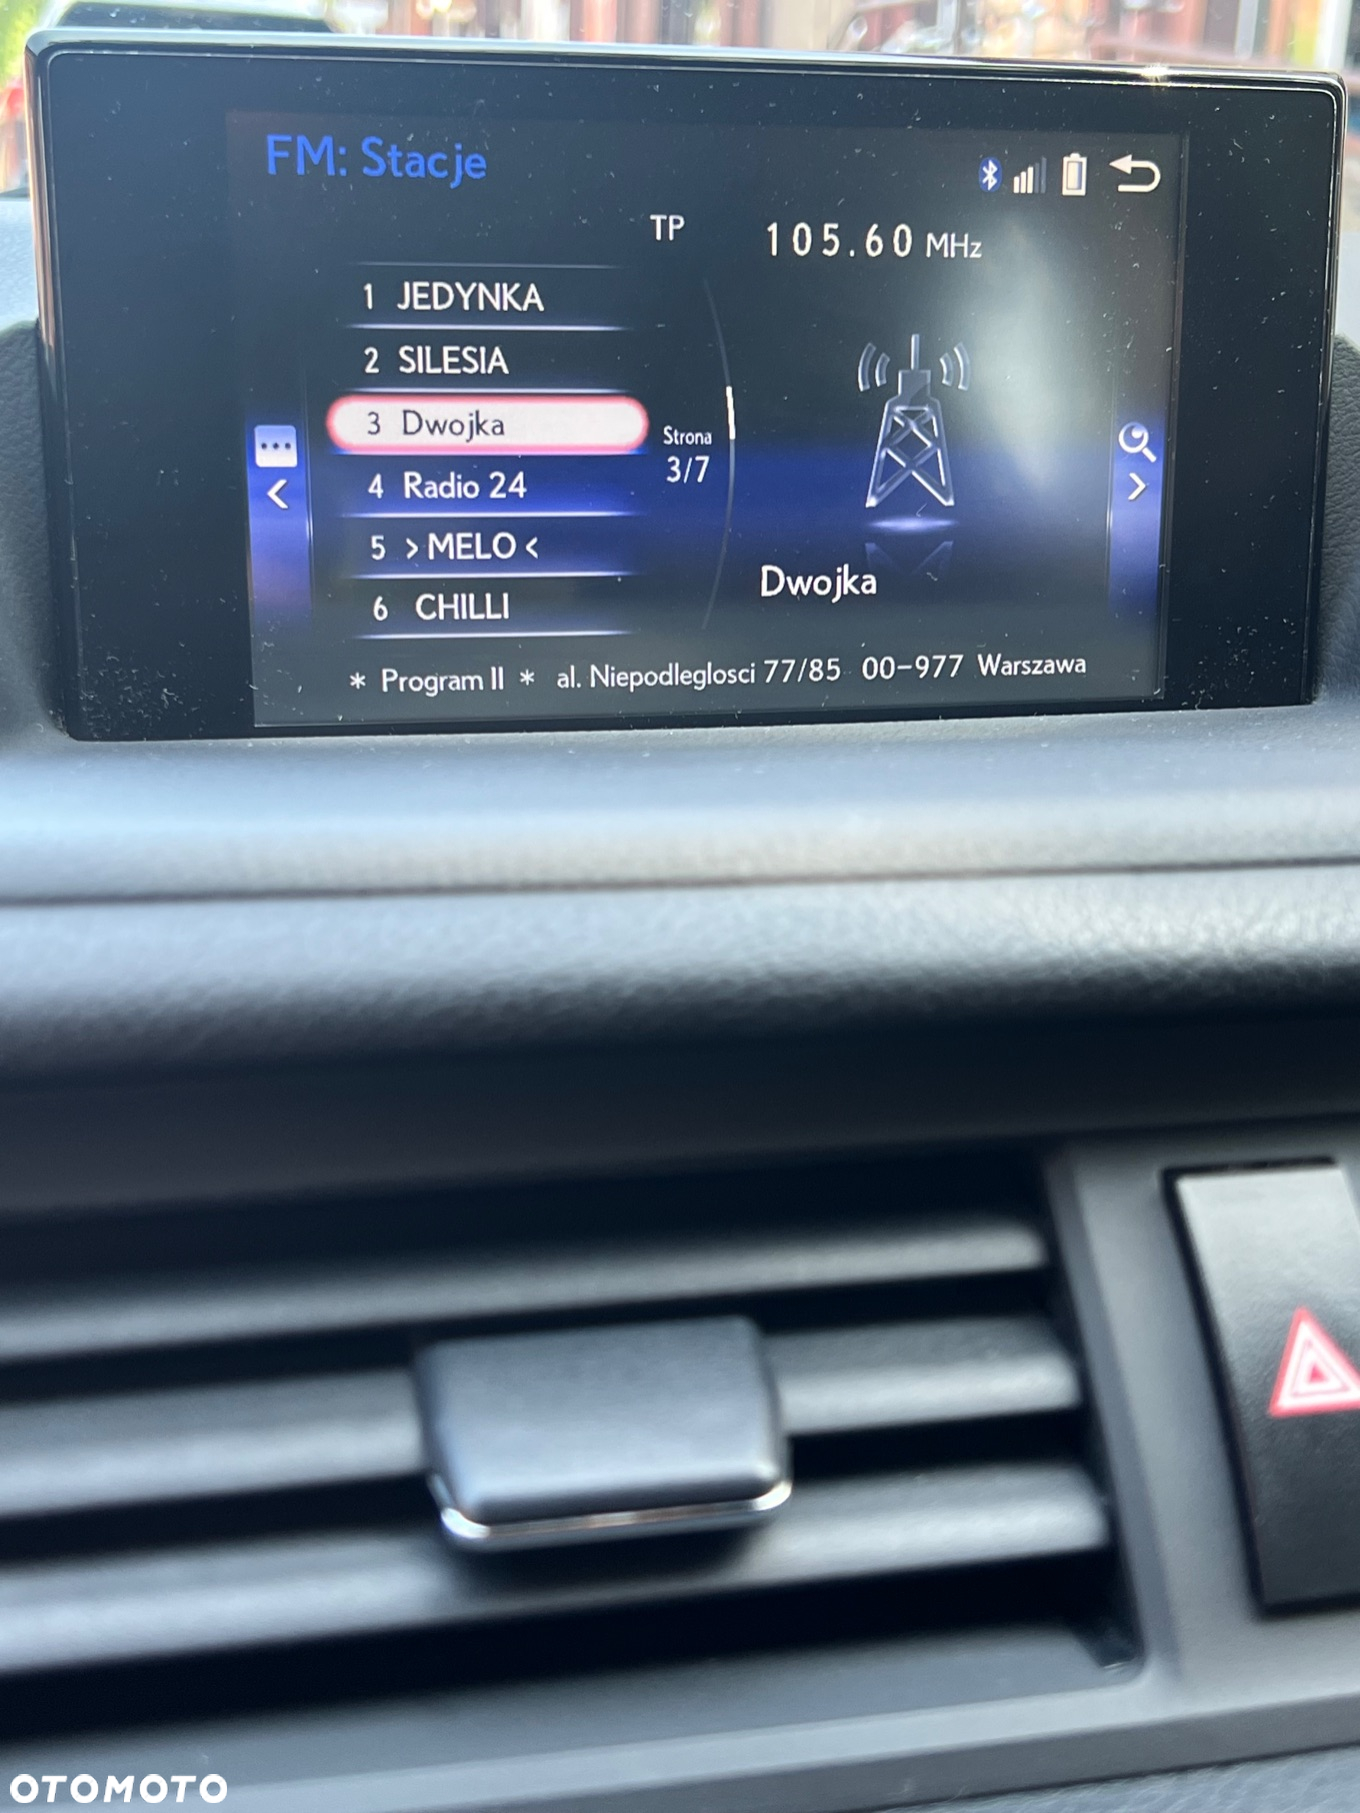 FM: Stacje
TP 105.60 MHz
1 JEDYNKA
2 SILESIA
3 Dwojka
4 Radio 24
5 >MELO<
6 CHILLI
Strona
3/7
Dwojka
* Program II * al. Niepodleglosci 77/85 00-977 Warszawa
OTOMOTO